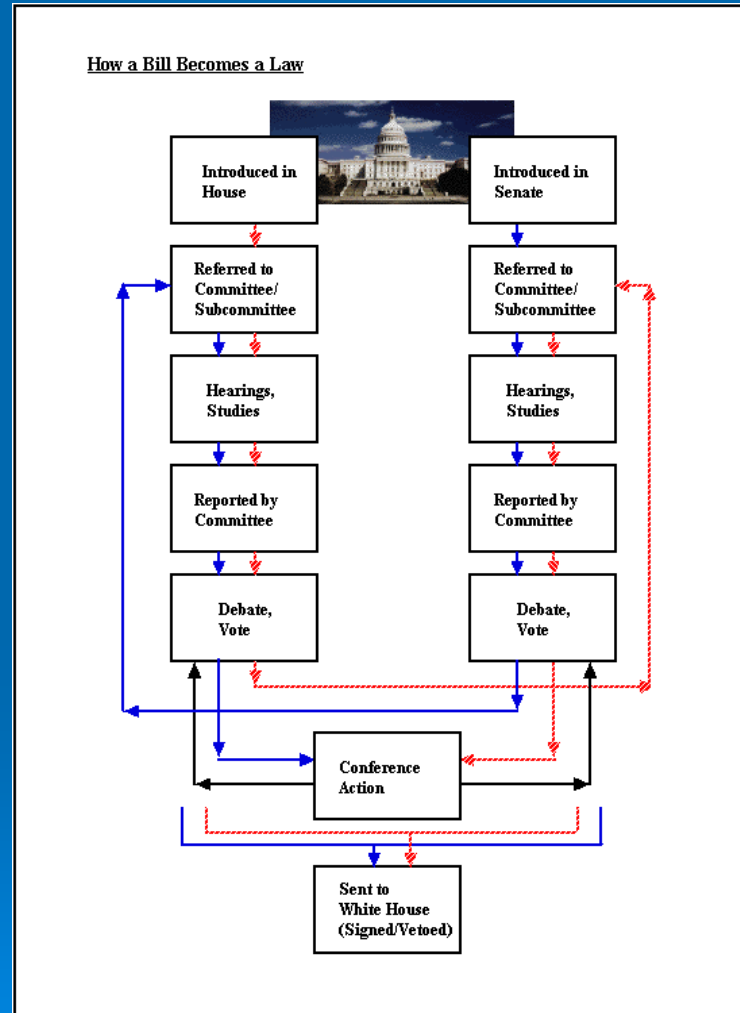 How a Bill Becomes a Law
Introduced in
House
Introduced in
Senate
Referred to
Committee/
Subcommittee
Referred to
Committee/
Subcommittee
Hearings,
Studies
Hearings,
Studies
Reported by
Committee
Reported by
Committee
Debate,
Vote
Debate,
Vote
Conference
Action
Sent to
White House
(Signed/Vetoed)